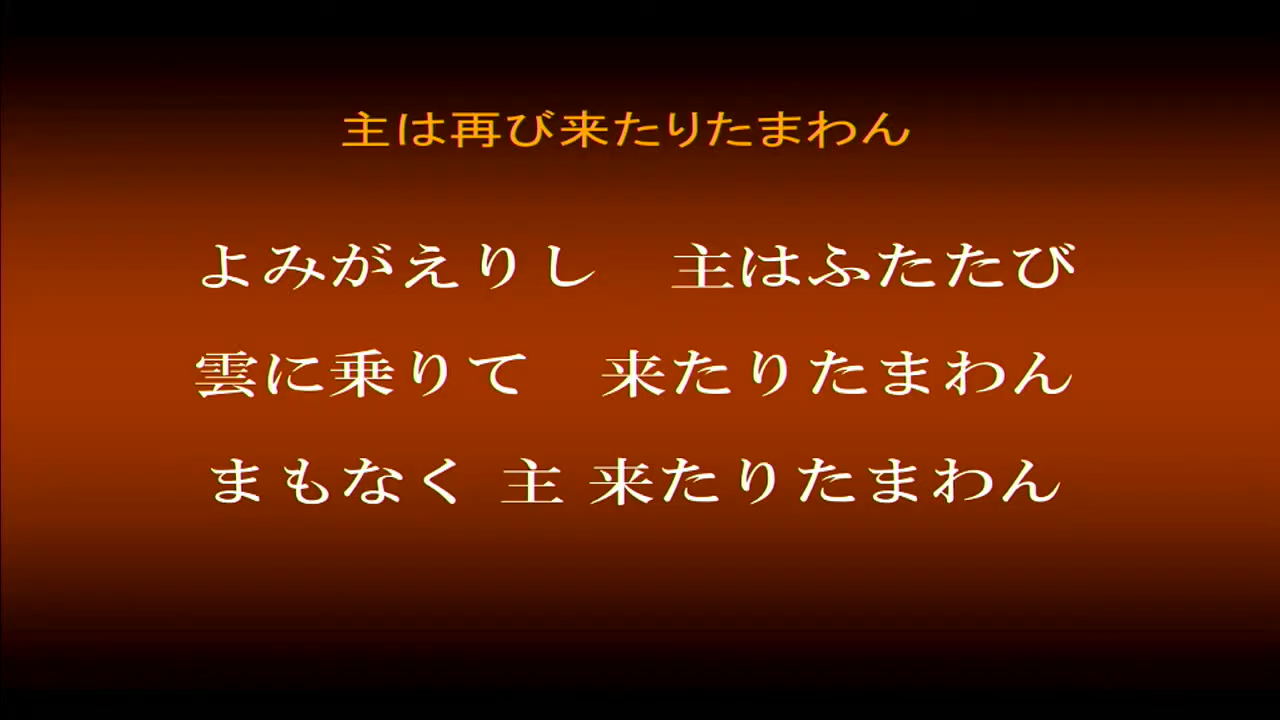 主は再び来たりたまわん
よみがえりし　主はふたたび
雲に乗りて　来たりたまわん
まもなく 主 来たりたまわん